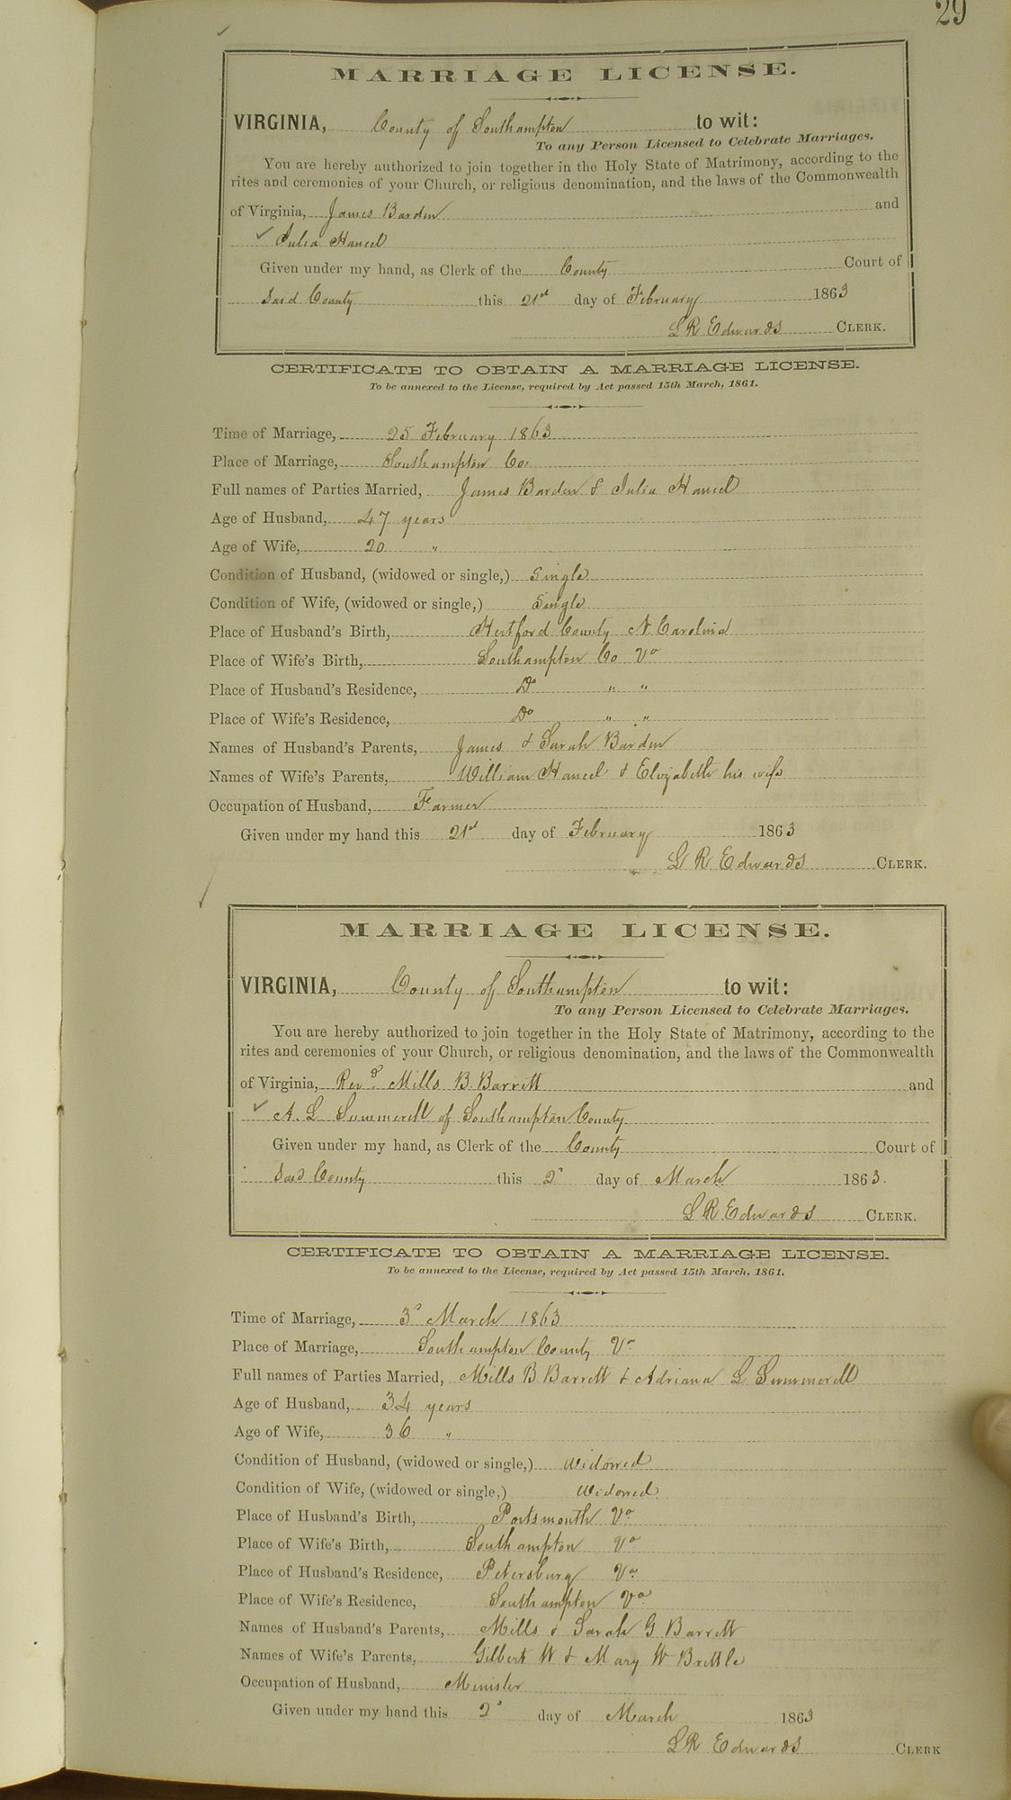 29
MARRIAGE LICENSE.
VIRGINIA, County of Southampton to wit:
To any Person Licensed to Celebrate Marriages.
You are hereby authorized to join together in the Holy State of Matrimony, according to the
rites and ceremonies of your Church, or religious denomination, and the laws of the Commonwealth
of Virginia, James Barden and
Julia Hancel
Given under my hand, as Clerk of the County Court of
Said County this 21st day of February 1863
L R Edwards CLERK.
CERTIFICATE TO OBTAIN A MARRIAGE LICENSE.
To be annexed to the License, required by Act passed 15th March, 1861.
Time of Marriage, 25 February 1863
Place of Marriage, Southampton Co.
Full names of Parties Married, James Barden & Julia Hancel
Age of Husband, 47 years
Age of Wife, 20 "
Condition of Husband, (widowed or single,) Single
Condition of Wife, (widowed or single,) Single
Place of Husband's Birth, Hertford County N. Carolina
Place of Wife's Birth, Southampton Co Va
Place of Husband's Residence, Do " "
Place of Wife's Residence, Do " "
Names of Husband's Parents, James & Sarah Barden
Names of Wife's Parents, William Hancel & Elizabeth his wife
Occupation of Husband, Farmer
Given under my hand this 21st day of February 1863
L R Edwards CLERK.
MARRIAGE LICENSE.
VIRGINIA, County of Southampton to wit:
To any Person Licensed to Celebrate Marriages.
You are hereby authorized to join together in the Holy State of Matrimony, according to the
rites and ceremonies of your Church, or religious denomination, and the laws of the Commonwealth
of Virginia, Revd. Mills B. Barrett and
A. L Summerell of Southampton County
Given under my hand, as Clerk of the County Court of
Said County this 2d day of March 1863.
L R Edwards CLERK.
CERTIFICATE TO OBTAIN A MARRIAGE LICENSE.
To be annexed to the License, required by Act passed 15th March, 1861.
Time of Marriage, 3d March 1863
Place of Marriage, Southampton County Va
Full names of Parties Married, Mills B Barrett & Adriana L Summerell
Age of Husband, 34 years
Age of Wife, 36 "
Condition of Husband, (widowed or single,) Widowed
Condition of Wife, (widowed or single,) Widowed
Place of Husband's Birth, Portsmouth Va
Place of Wife's Birth, Southampton Va
Place of Husband's Residence, Petersburg Va
Place of Wife's Residence, Southampton Va
Names of Husband's Parents, Mills & Sarah G Barrett
Names of Wife's Parents, Gilbert W & Mary W Brittle
Occupation of Husband, Minister
Given under my hand this 2d day of March 1863
L R Edwards CLERK